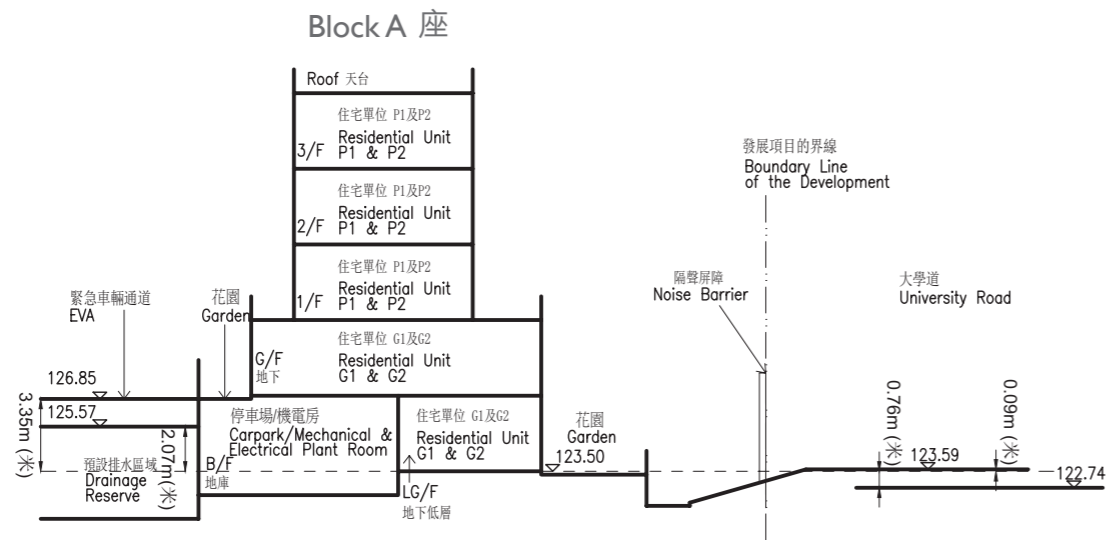 Block A 座
Roof 天台
住宅單位 P1及P2
Residential Unit
3/F P1 & P2
住宅單位 P1及P2
Residential Unit
2/F P1 & P2
住宅單位 P1及P2
Residential Unit
1/F P1 & P2
發展項目的界線
Boundary Line
of the Development
隔聲屏障
Noise Barrier
大學道
University Road
緊急車輛通道
EVA
花園
Garden
住宅單位 G1及G2
Residential Unit
G1 & G2
G/F
地下
126.85
125.57
3.35m (米)
2.07m(米)
預設排水區域
Drainage
Reserve
停車場/機電房
Carpark/Mechanical &
Electrical Plant Room
B/F
地庫
住宅單位 G1及G2
Residential Unit
G1 & G2
LG/F
地下低層
花園
Garden
123.50
0.76m (米)
0.09m (米)
123.59
122.74